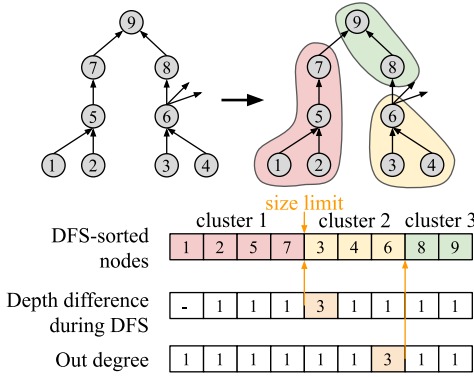 9 9
7 8 7 8
5 6 5 6
1 2 3 4 1 2 3 4
size limit
cluster 1 cluster 2 cluster 3
DFS-sorted
nodes
1 2 5 7 3 4 6 8 9
Depth difference
during DFS
- 1 1 1 3 1 1 1 1
Out degree
1 1 1 1 1 1 3 1 1